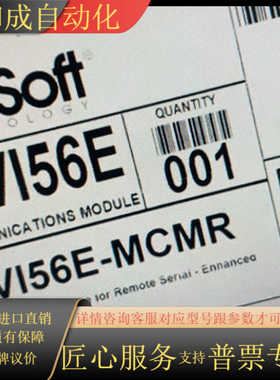 成自动化
Soft
OLOGY
VI56E
QUANTITY
001
ICATIONS MODULE
VI56E-MCMR
e for Remote Serial - Enhanced
进口直销
详情咨询客服对应型号跟参数才可
有保障
牌议价
匠心服务
支持
普票专